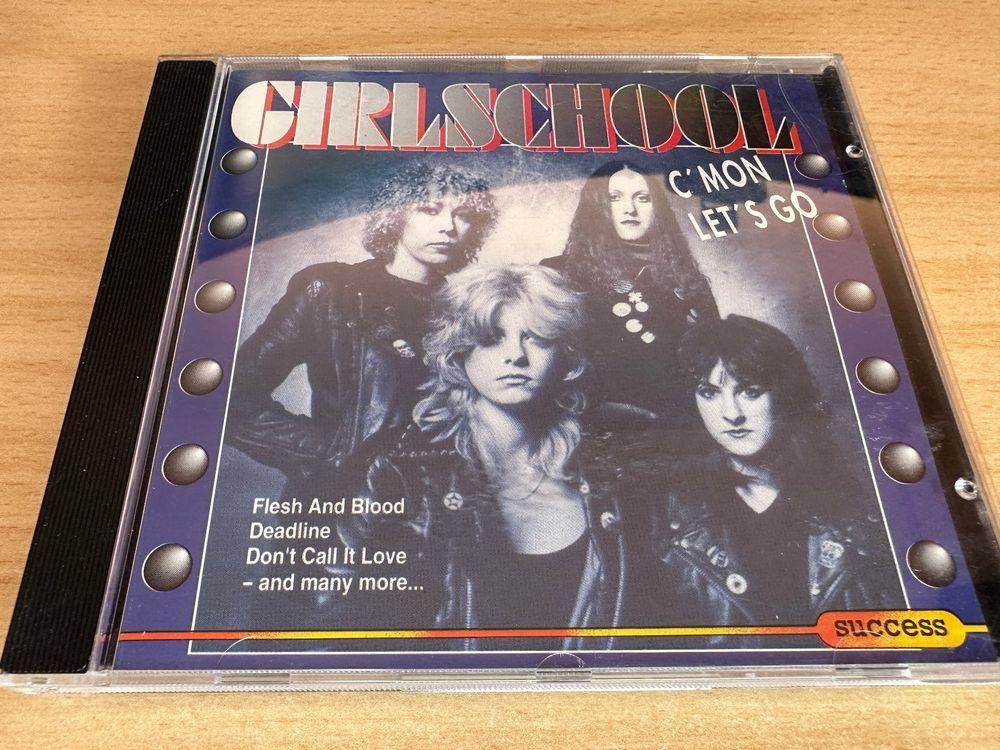 GIRLSCHOOL
C'MON
LET'S GO
Flesh And Blood
Deadline
Don't Call It Love
– and many more...
success